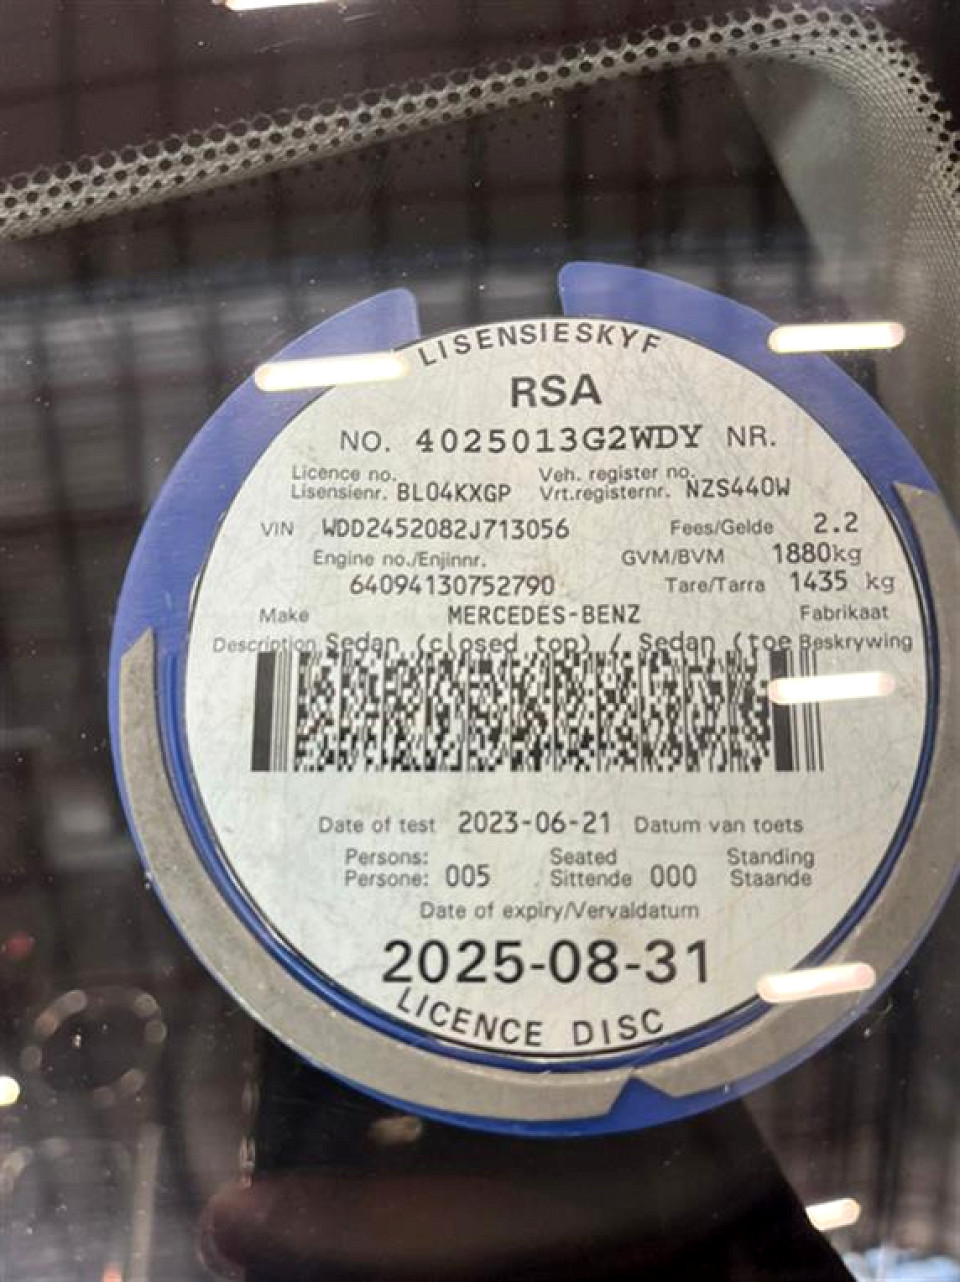 LISENSIESKYF
RSA
NO. 4025013G2WDY NR.
Licence no. Veh. register no.
Lisensienr. BL04KXGP Vrt.registernr. NZS440W
VIN WDD2452082J713056 Fees/Gelde 2.2
Engine no./Enjinnr. GVM/BVM 1880kg
64094130752790 Tare/Tarra 1435 kg
Make MERCEDES-BENZ Fabrikaat
Description Sedan (closed top) / Sedan (toe Beskrywing
Date of test 2023-06-21 Datum van toets
Persons: Seated Standing
Persone: 005 Sittende 000 Staande
Date of expiry/Vervaldatum
2025-08-31
LICENCE DISC